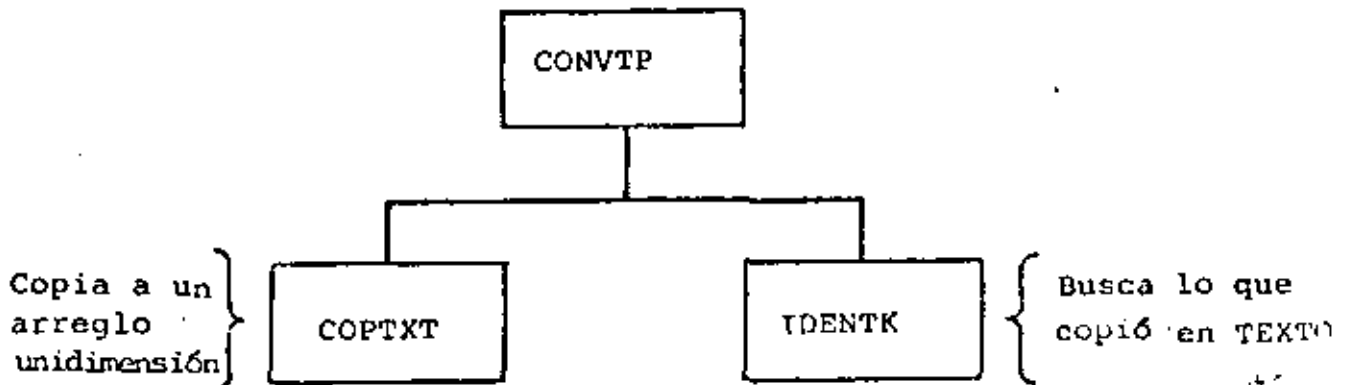 CONVTP
Copia a un
arreglo
unidimensión
COPTXT
IDENTK
Busca lo que
copió en TEXTO